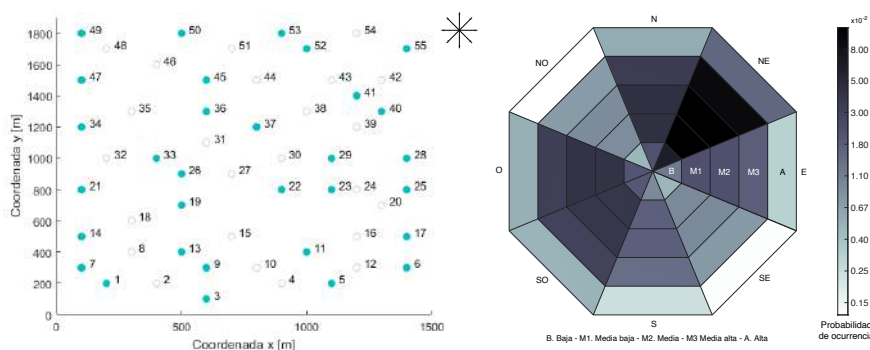 1800 49 50 53 54
48 51 52 55
1600 46
47 45 44 43 42
1400 41
35 36 38 40
1200 34 37 39
31
1000 32 33 30 29 28
26 27
800 21 22 23 24 25
19 20
600 18
14 15 16 17
400 8 13 11
7 9 10 12 6
200 1 2 4 5
3
0
0 500 1000 1500
Coordenada x [m]
Coordenada y [m]
N
NE
E
SE
S
SO
O
NO
B M1 M2 M3 A
B. Baja - M1. Media baja - M2. Media - M3 Media alta - A. Alta
x10⁻²
8.00
5.00
3.00
1.80
1.10
0.67
0.40
0.25
0.15
Probabilidad
de ocurrencia